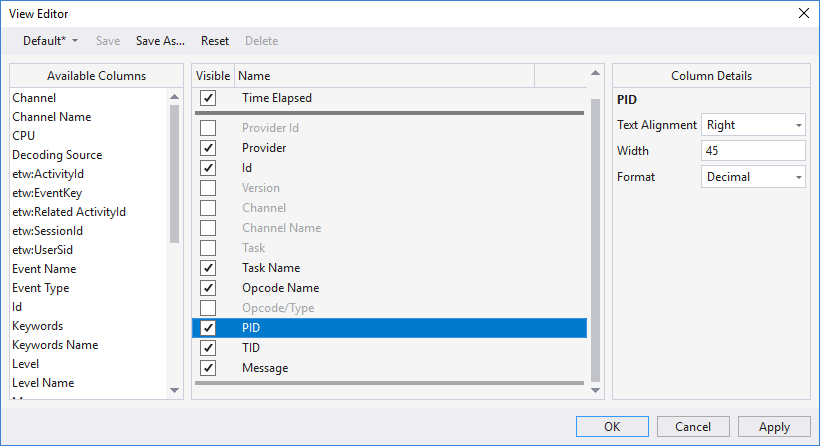 View Editor
Default* Save Save As... Reset Delete
Available Columns
Channel
Channel Name
CPU
Decoding Source
etw:ActivityId
etw:EventKey
etw:Related ActivityId
etw:SessionId
etw:UserSid
Event Name
Event Type
Id
Keywords
Keywords Name
Level
Level Name
Visible Name
Time Elapsed
Provider Id
Provider
Id
Version
Channel
Channel Name
Task
Task Name
Opcode Name
Opcode/Type
PID
TID
Message
Column Details
PID
Text Alignment Right
Width 45
Format Decimal
OK Cancel Apply